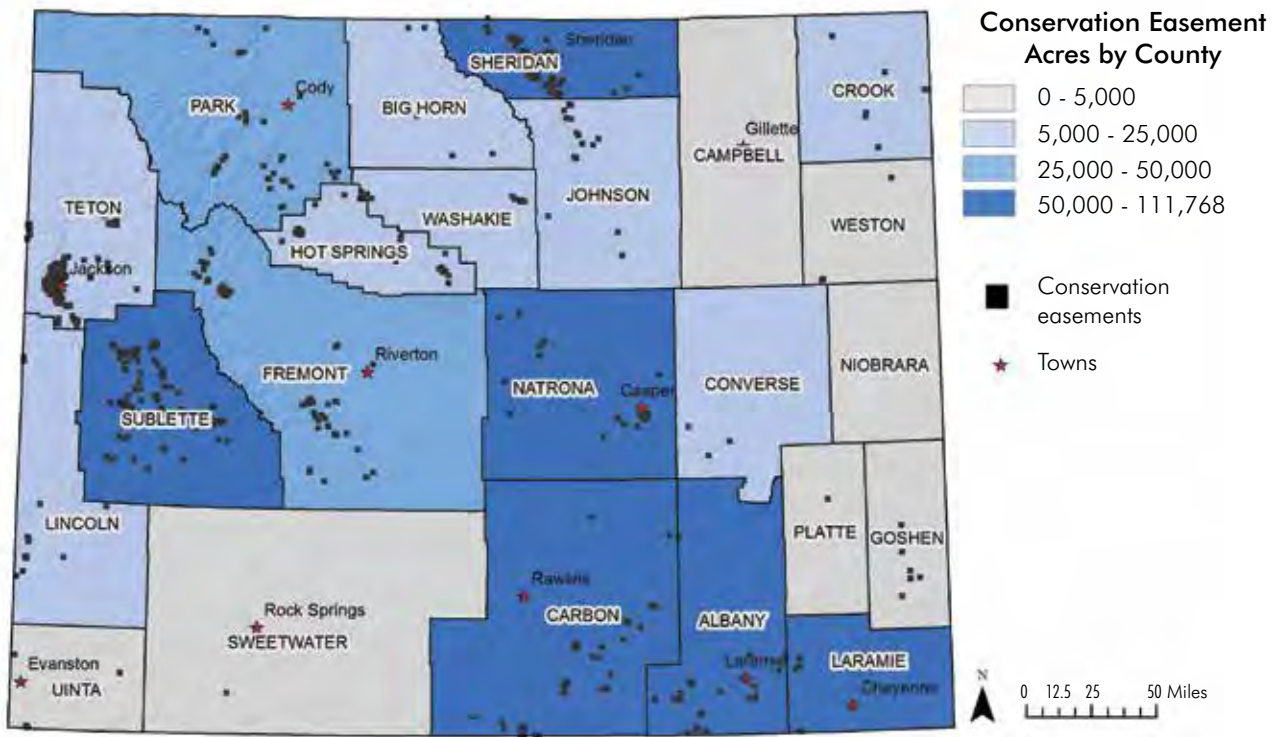 Conservation Easement
Acres by County
0 - 5,000
5,000 - 25,000
25,000 - 50,000
50,000 - 111,768
Conservation
easements
Towns
Sheridan
SHERIDAN
Cody
PARK
BIG HORN
CROOK
Gillette
CAMPBELL
TETON
JOHNSON
WASHAKIE
WESTON
HOT SPRINGS
Jackson
Riverton
FREMONT
NATRONA
Casper
CONVERSE
NIOBRARA
SUBLETTE
LINCOLN
PLATTE
GOSHEN
Rawlins
CARBON
ALBANY
Rock Springs
SWEETWATER
Evanston
UINTA
Laramie
LARAMIE
Cheyenne
N
0 12.5 25 50 Miles